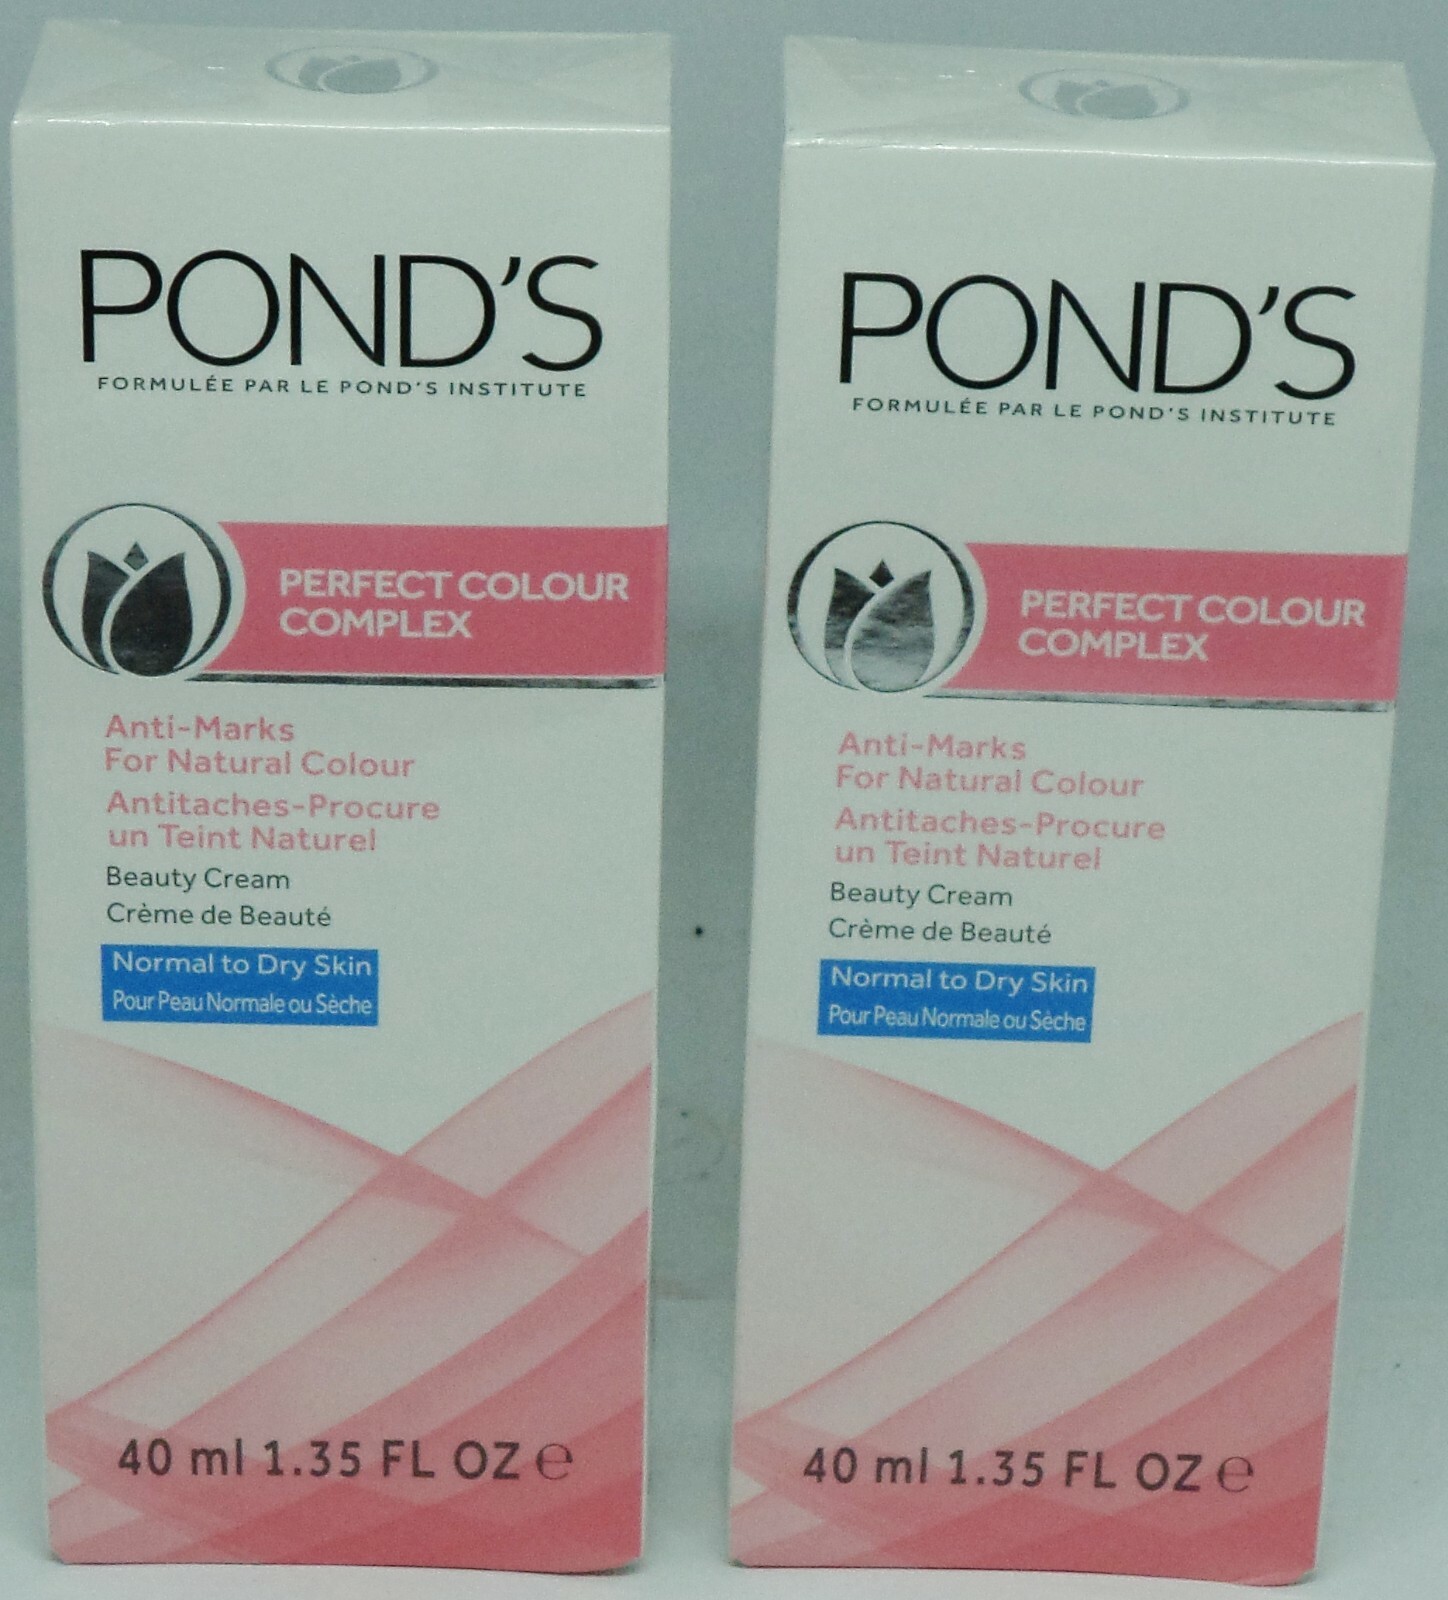 POND'S
FORMULÉE PAR LE POND'S INSTITUTE
PERFECT COLOUR
COMPLEX
Anti-Marks
For Natural Colour
Antitaches-Procure
un Teint Naturel
Beauty Cream
Crème de Beauté
Normal to Dry Skin
Pour Peau Normale ou Sèche
40 ml 1.35 FL OZ ℮
POND'S
FORMULÉE PAR LE POND'S INSTITUTE
PERFECT COLOUR
COMPLEX
Anti-Marks
For Natural Colour
Antitaches-Procure
un Teint Naturel
Beauty Cream
Crème de Beauté
Normal to Dry Skin
Pour Peau Normale ou Sèche
40 ml 1.35 FL OZ ℮